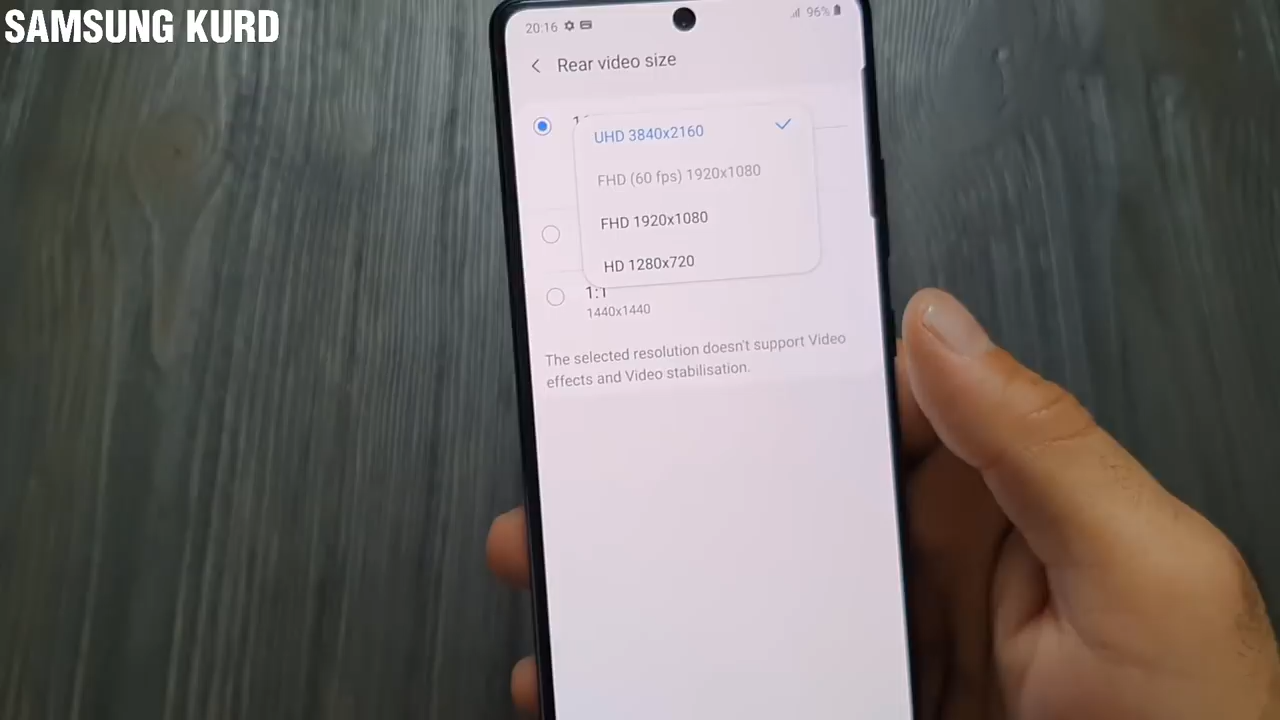 SAMSUNG KURD
20:16
96%
Rear video size
UHD 3840x2160
FHD (60 fps) 1920x1080
FHD 1920x1080
HD 1280x720
1:1
1440x1440
The selected resolution doesn't support Video
effects and Video stabilisation.